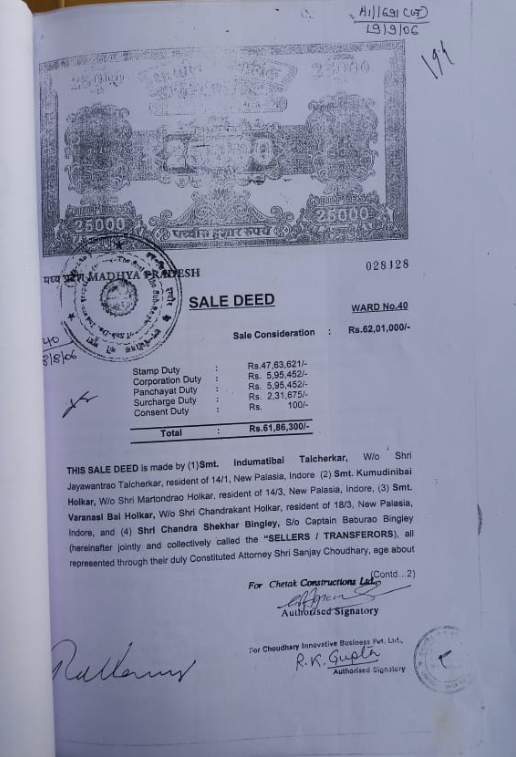 A1/1691(CUT)
19/9/06
191
25000 25000
25000 पच्चीस हजार रुपये 25000
मध्य प्रदेश MADHYA PRADESH
028128
SALE DEED
WARD No.40
Sale Consideration : Rs.62,01,000/-
Stamp Duty : Rs.47,63,621/-
Corporation Duty : Rs. 5,95,452/-
Panchayat Duty : Rs. 5,95,452/-
Surcharge Duty : Rs. 2,31,675/-
Consent Duty : Rs. 100/-
Total : Rs.61,86,300/-
THIS SALE DEED is made by (1)Smt. Indumatibai Talcherkar, W/o Shri
Jayawantrao Talcherkar, resident of 14/1, New Palasia, Indore (2) Smt. Kumudinibai
Holkar, W/o Shri Martondrao Holkar, resident of 14/3, New Palasia, Indore, (3) Smt.
Varanasi Bai Holkar, W/o Shri Chandrakant Holkar, resident of 18/3, New Palasia,
Indore, and (4) Shri Chandra Shekhar Bingley, S/o Captain Baburao Bingley
(hereinafter jointly and collectively called the "SELLERS / TRANSFERORS), all
represented through their duly Constituted Attorney Shri Sanjay Choudhary, age about
(Contd...2)
For Chetak Constructions Ltd.
Authorised Signatory
For Choudhary Innovative Business Pvt. Ltd.,
R.K. Gupta
Authorised Signatory